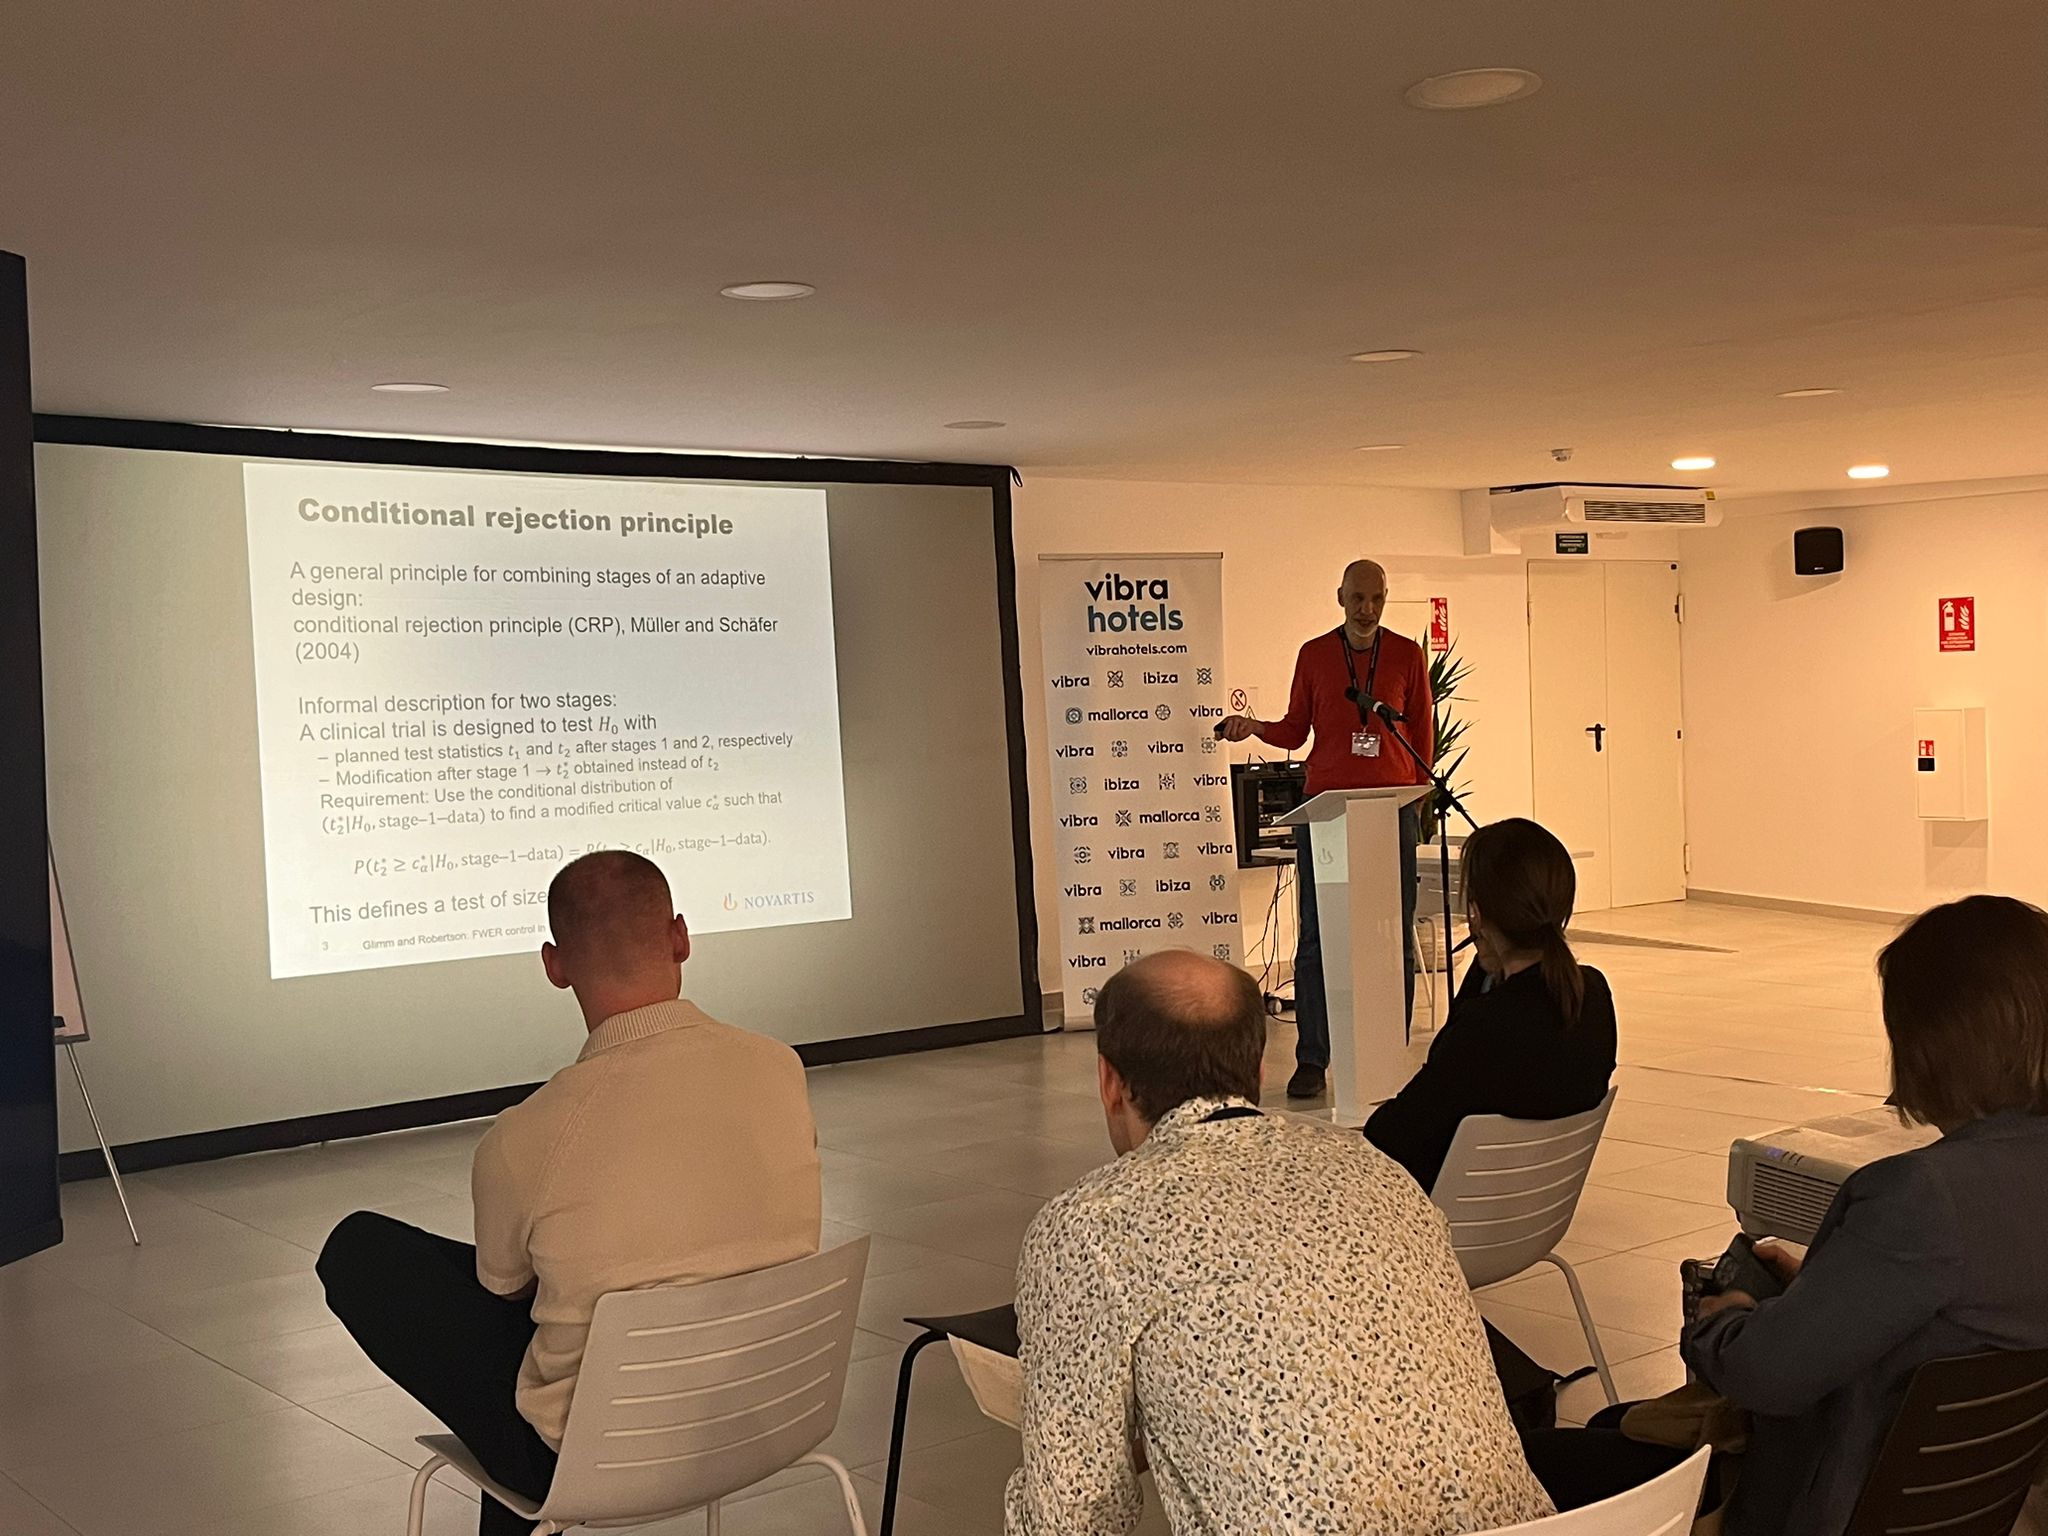 Conditional rejection principle
A general principle for combining stages of an adaptive
design:
conditional rejection principle (CRP), Müller and Schäfer
(2004)
Informal description for two stages:
A clinical trial is designed to test H₀ with
– planned test statistics t₁ and t₂ after stages 1 and 2, respectively
– Modification after stage 1 → t₂* obtained instead of t₂
Requirement: Use the conditional distribution of
(t₂*|H₀, stage–1–data) to find a modified critical value c*α such that
P(t₂* ≥ c*α|H₀, stage–1–data) = P(t₂ ≥ cα|H₀, stage–1–data).
This defines a test of size
NOVARTIS
3 Glimm and Robertson: FWER control in
vibra
hotels
vibrahotels.com
vibra ibiza
mallorca vibra
vibra vibra
ibiza vibra
vibra mallorca
vibra vibra
vibra ibiza
mallorca vibra
vibra